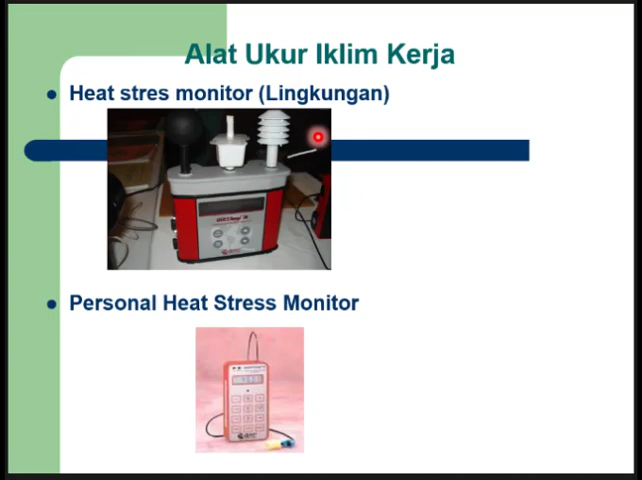 Alat Ukur Iklim Kerja
Heat stres monitor (Lingkungan)
Personal Heat Stress Monitor